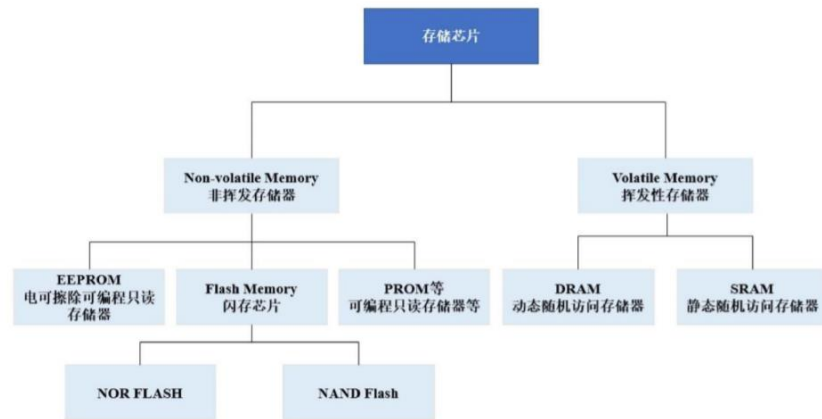 存储芯片
Non-volatile Memory
非挥发存储器
Volatile Memory
挥发性存储器
EEPROM
电可擦除可编程只读
存储器
Flash Memory
闪存芯片
PROM等
可编程只读存储器等
DRAM
动态随机访问存储器
SRAM
静态随机访问存储器
NOR FLASH
NAND Flash